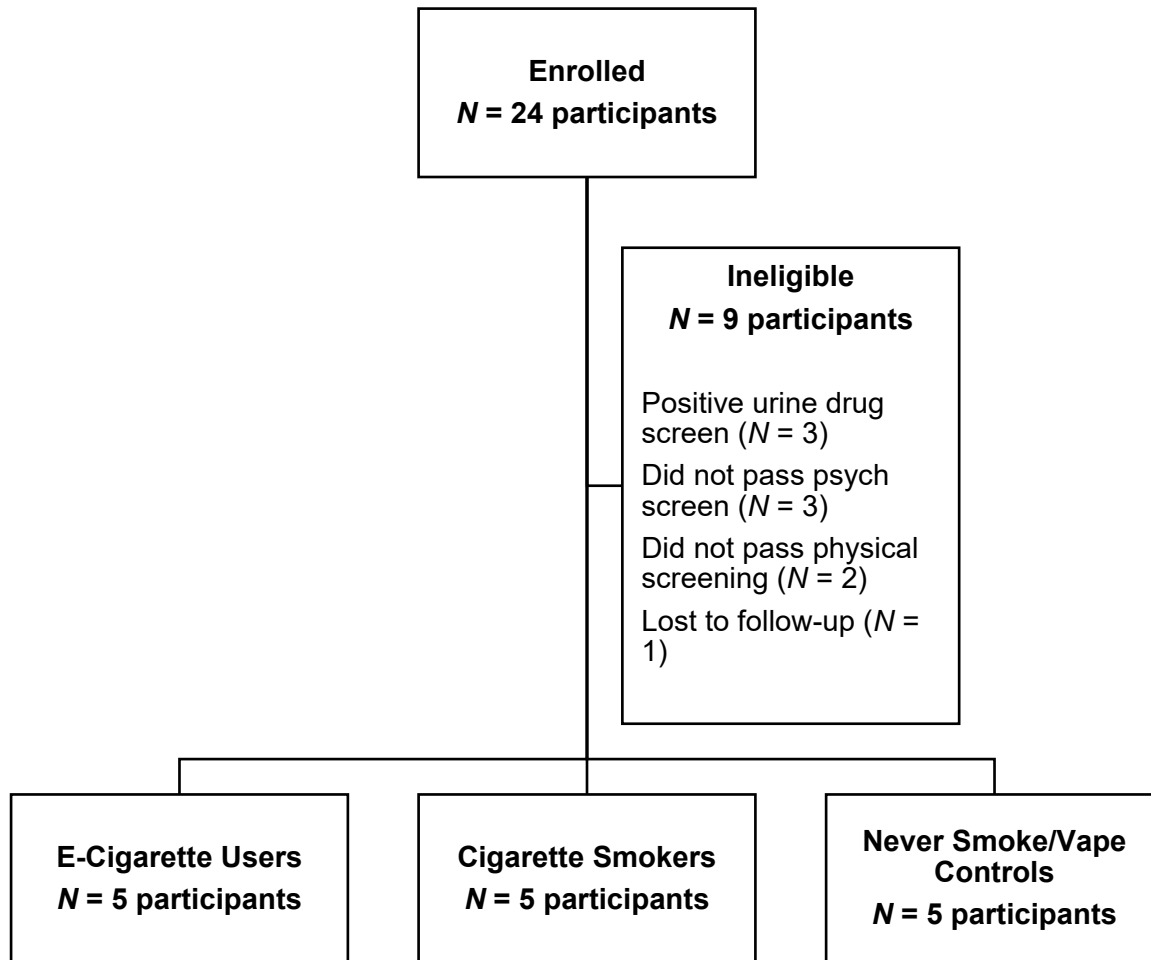 Enrolled
N = 24 participants
Ineligible
N = 9 participants
Positive urine drug
screen (N = 3)
Did not pass psych
screen (N = 3)
Did not pass physical
screening (N = 2)
Lost to follow-up (N =
1)
E-Cigarette Users
N = 5 participants
Cigarette Smokers
N = 5 participants
Never Smoke/Vape
Controls
N = 5 participants